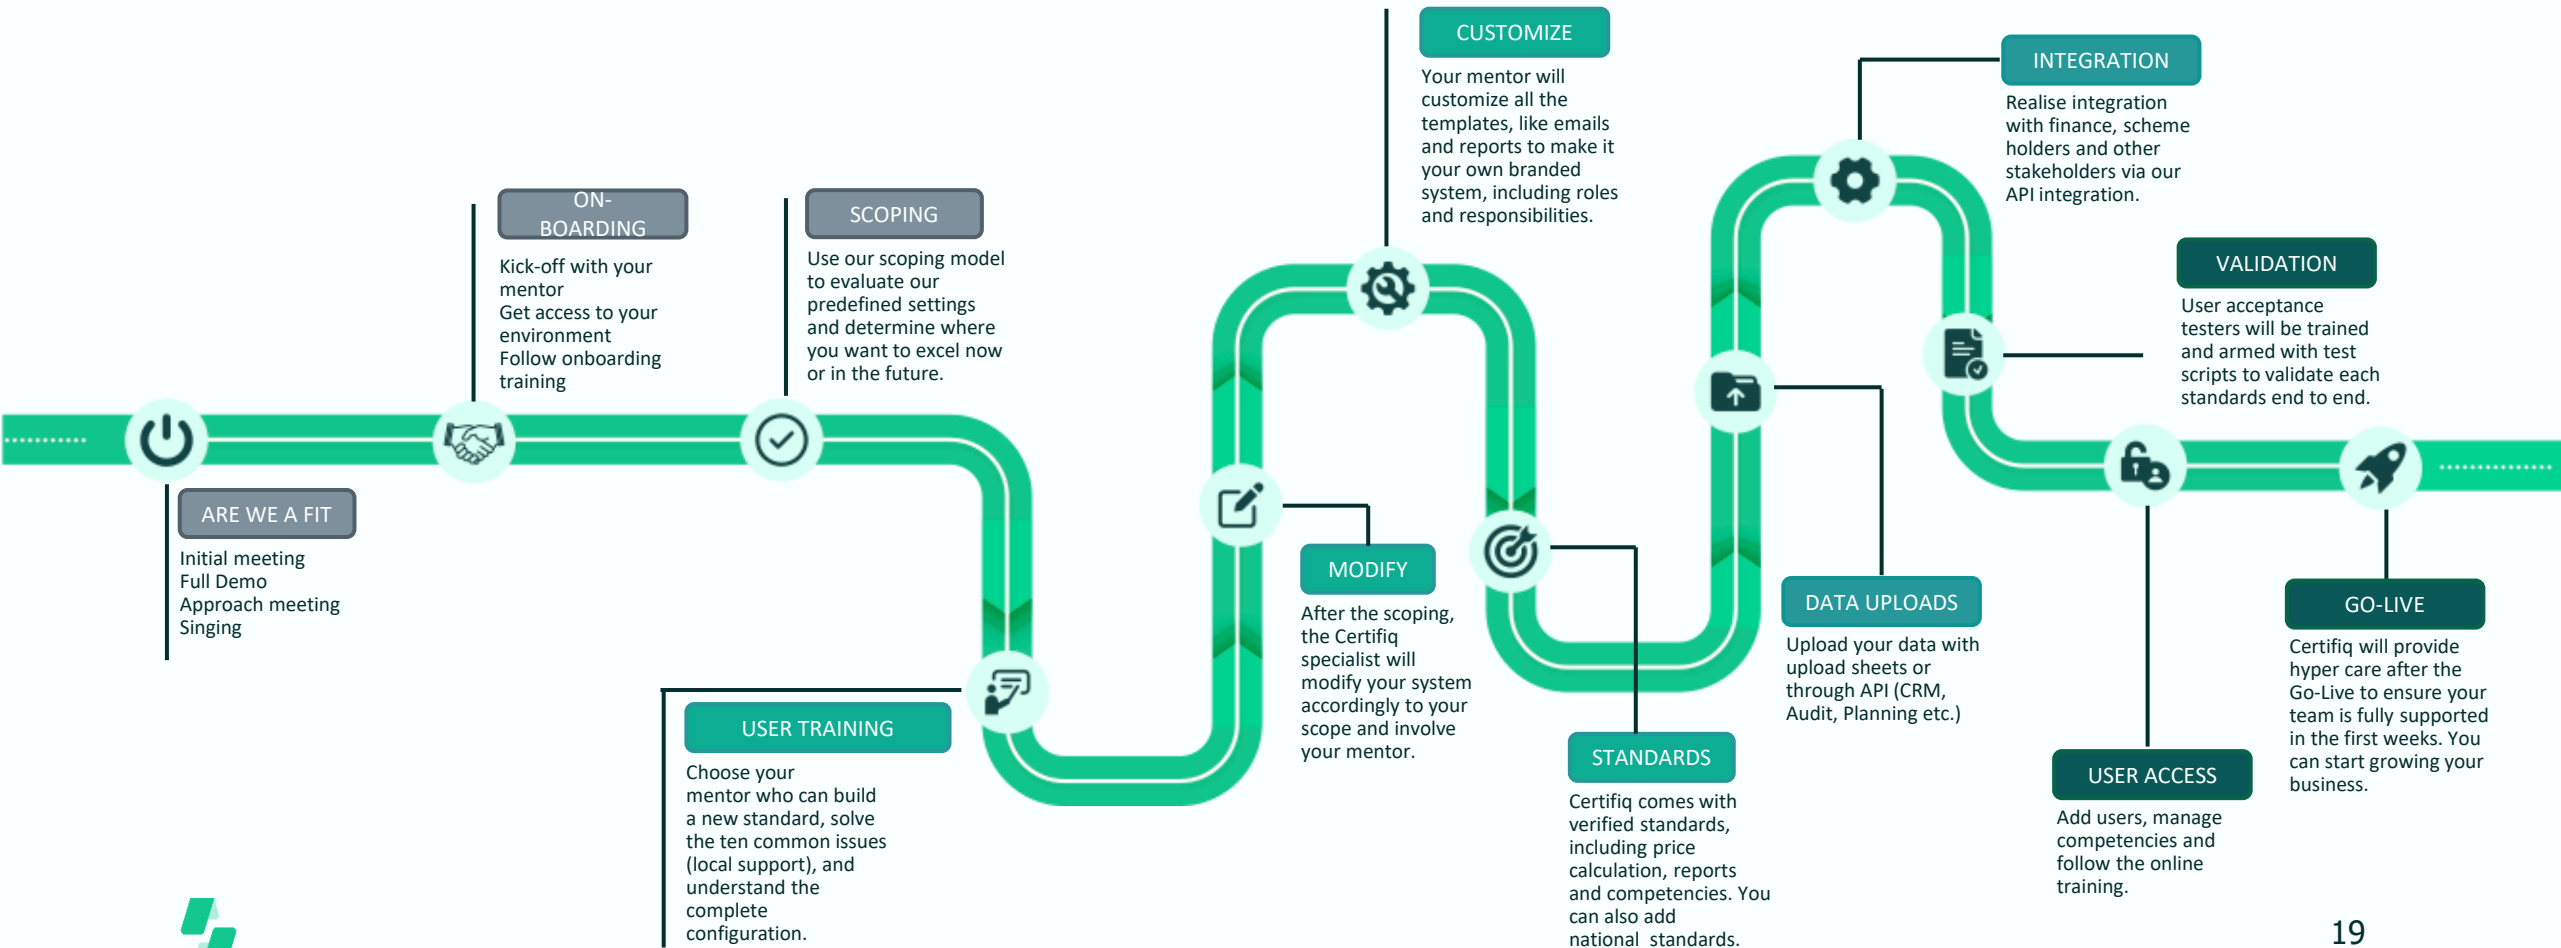 ARE WE A FIT
Initial meeting
Full Demo
Approach meeting
Singing
ON-
BOARDING
Kick-off with your
mentor
Get access to your
environment
Follow onboarding
training
SCOPING
Use our scoping model
to evaluate our
predefined settings
and determine where
you want to excel now
or in the future.
USER TRAINING
Choose your
mentor who can build
a new standard, solve
the ten common issues
(local support), and
understand the
complete
configuration.
MODIFY
After the scoping,
the Certifiq
specialist will
modify your system
accordingly to your
scope and involve
your mentor.
CUSTOMIZE
Your mentor will
customize all the
templates, like emails
and reports to make it
your own branded
system, including roles
and responsibilities.
STANDARDS
Certifiq comes with
verified standards,
including price
calculation, reports
and competencies. You
can also add
national standards.
DATA UPLOADS
Upload your data with
upload sheets or
through API (CRM,
Audit, Planning etc.)
INTEGRATION
Realise integration
with finance, scheme
holders and other
stakeholders via our
API integration.
VALIDATION
User acceptance
testers will be trained
and armed with test
scripts to validate each
standards end to end.
USER ACCESS
Add users, manage
competencies and
follow the online
training.
GO-LIVE
Certifiq will provide
hyper care after the
Go-Live to ensure your
team is fully supported
in the first weeks. You
can start growing your
business.
19